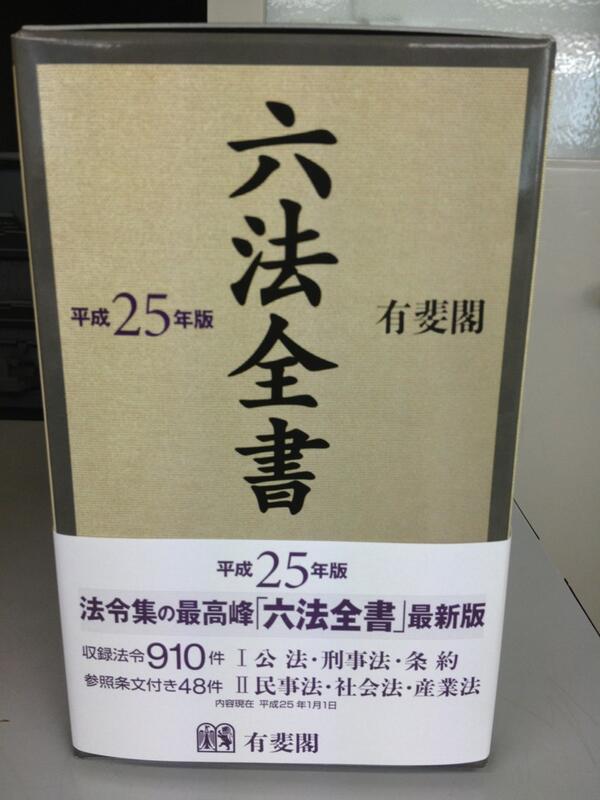 六法全書
平成25年版
有斐閣
平成25年版
法令集の最高峰「六法全書」最新版
収録法令910件 Ⅰ公法・刑事法・条約
参照条文付き48件 Ⅱ民事法・社会法・産業法
内容現在 平成25年1月1日
有斐閣